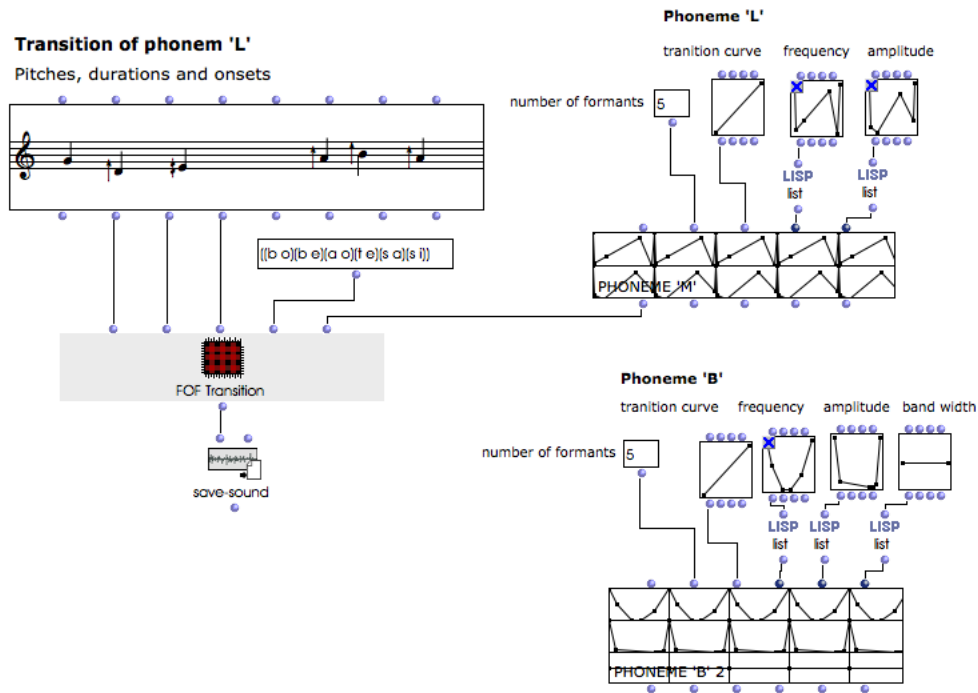 Transition of phonem 'L'
Pitches, durations and onsets
((b o)(b e)(a o)(t e)(s a)(s i))
FOF Transition
save-sound
Phoneme 'L'
tranition curve frequency amplitude
number of formants 5
LISP LISP
list list
PHONEME 'M'
Phoneme 'B'
tranition curve frequency amplitude band width
number of formants 5
LISP LISP LISP
list list list
PHONEME 'B' 2